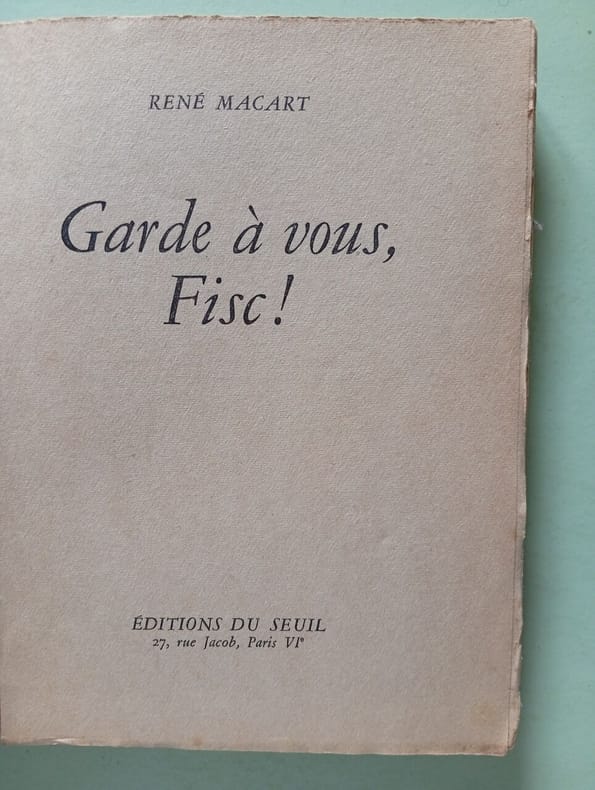 RENÉ MACART
Garde à vous,
Fisc !
ÉDITIONS DU SEUIL
27, rue Jacob, Paris VIe